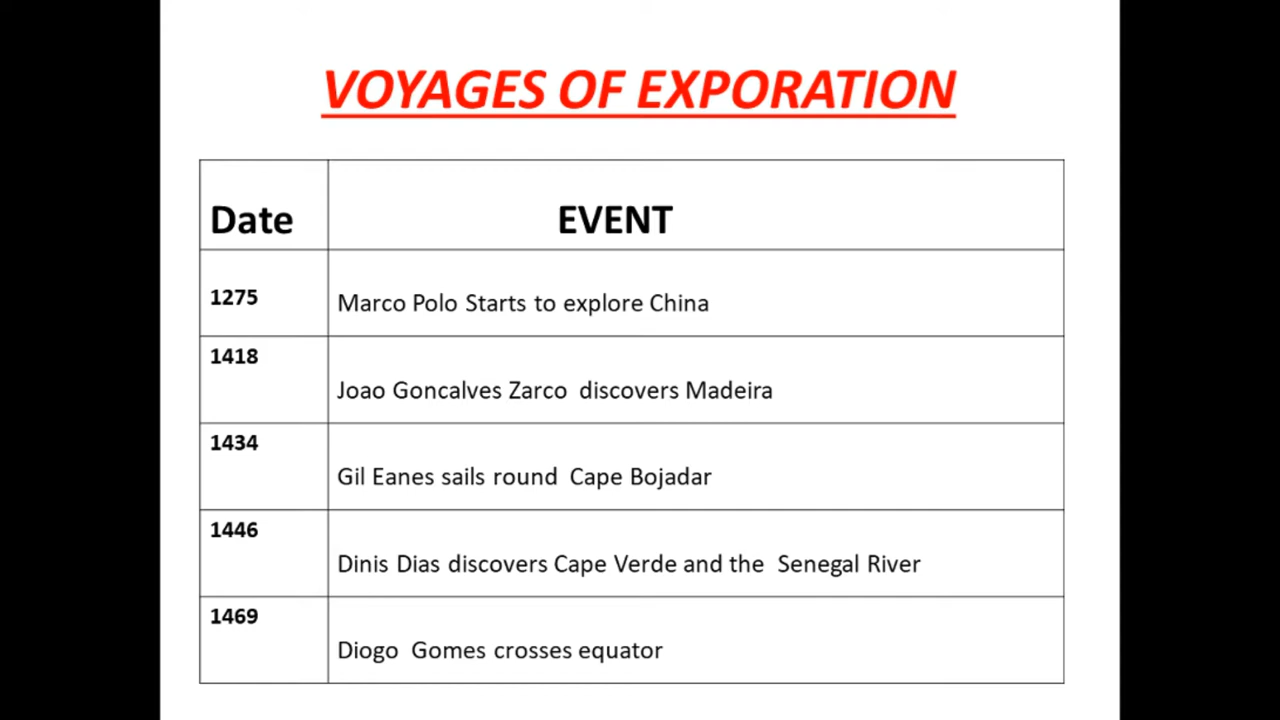 VOYAGES OF EXPORATION
Date EVENT
1275 Marco Polo Starts to explore China
1418 Joao Goncalves Zarco discovers Madeira
1434 Gil Eanes sails round Cape Bojadar
1446 Dinis Dias discovers Cape Verde and the Senegal River
1469 Diogo Gomes crosses equator